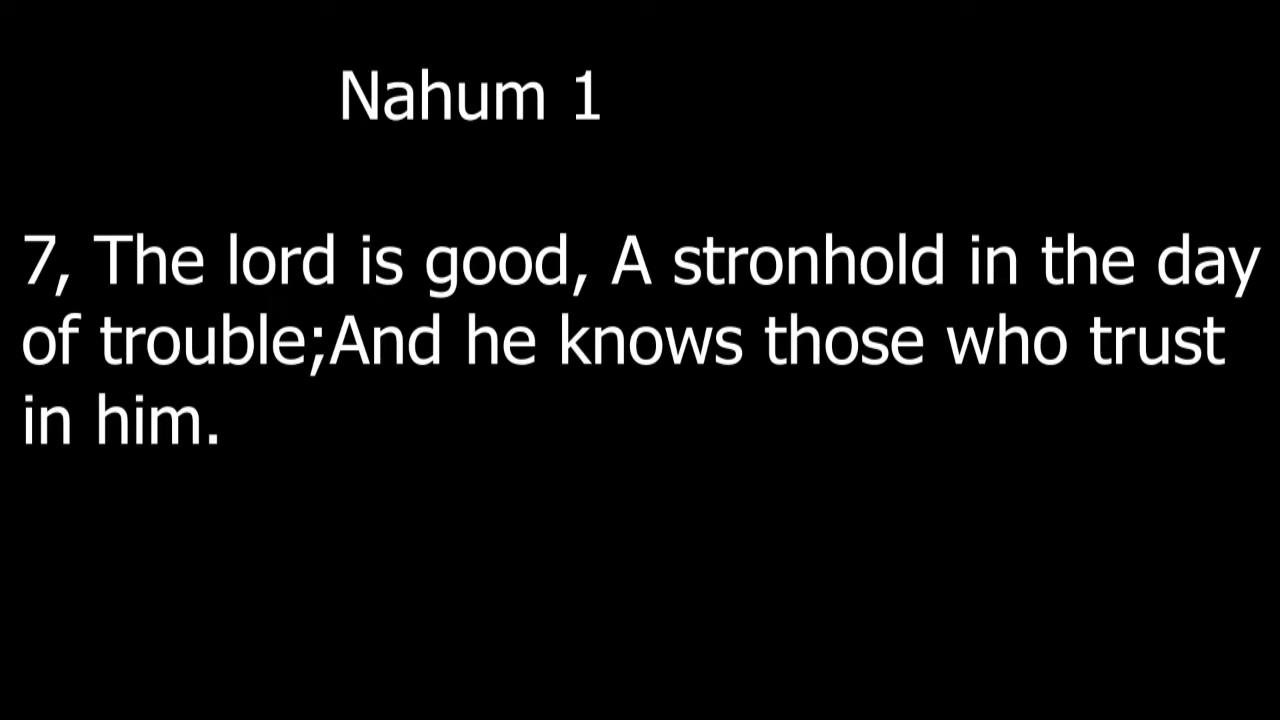 Nahum 1
7, The lord is good, A stronhold in the day
of trouble;And he knows those who trust
in him.